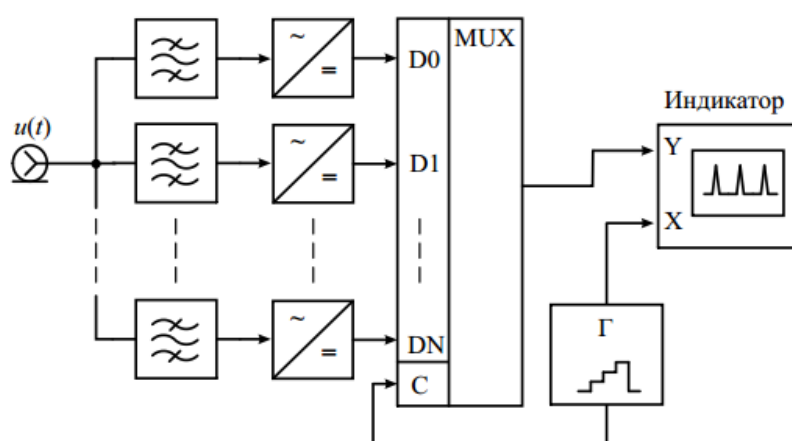 u(t)
~
=
~
=
~
=
D0
D1
DN
C
MUX
Индикатор
Y
X
Г